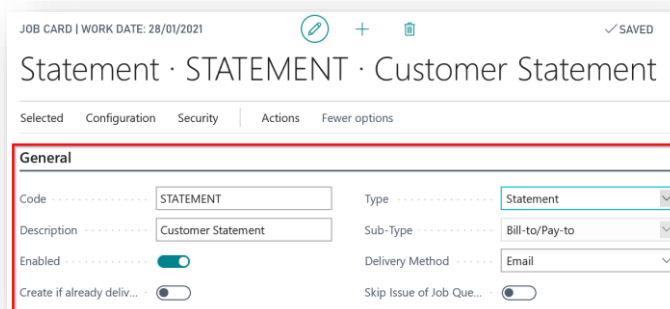 JOB CARD | WORK DATE: 28/01/2021 SAVED
Statement · STATEMENT · Customer Statement
Selected Configuration Security Actions Fewer options
General
Code STATEMENT Type Statement
Description Customer Statement Sub-Type Bill-to/Pay-to
Enabled Delivery Method Email
Create if already deliv... Skip Issue of Job Que...